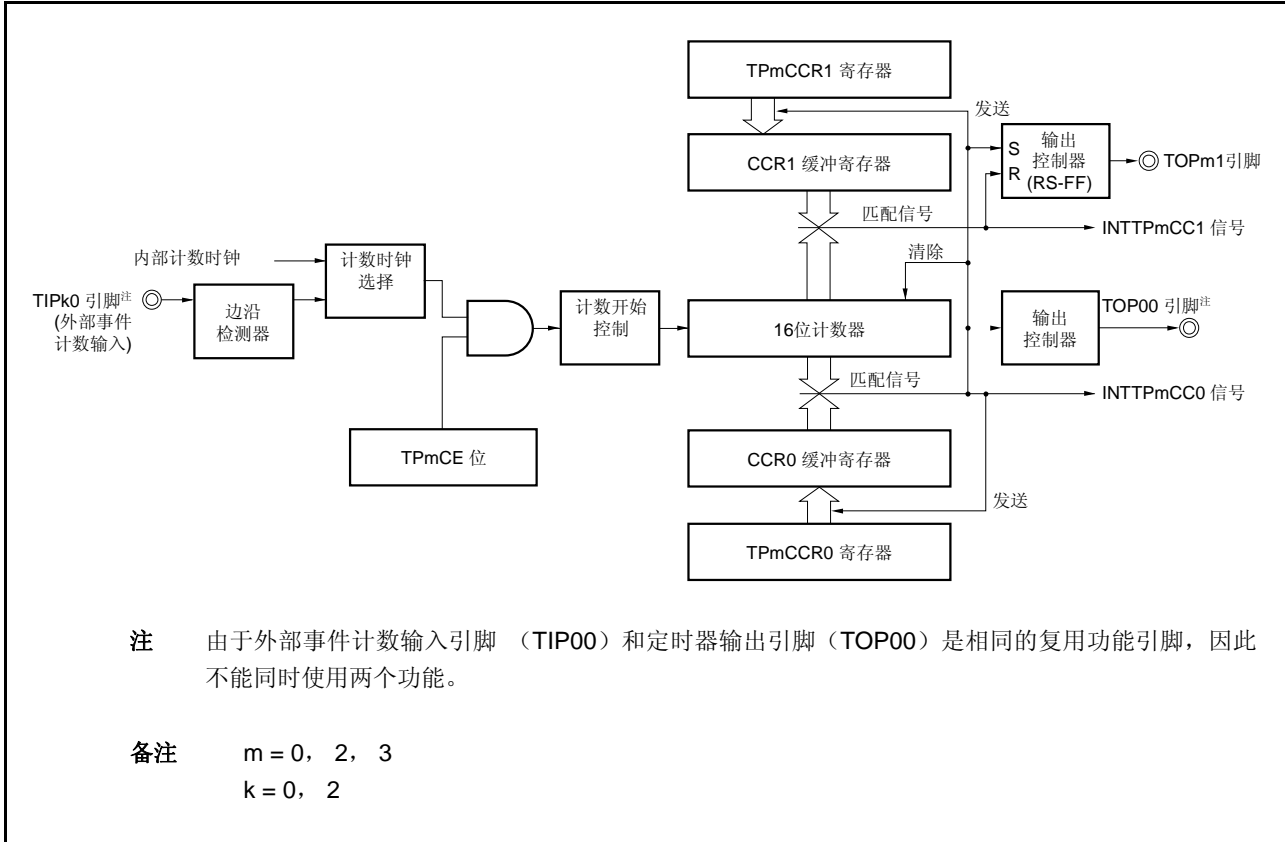 TPmCCR1 寄存器
发送
CCR1 缓冲寄存器
S
R
输出
控制器
(RS-FF)
TOPm1引脚
匹配信号
INTTPmCC1 信号
内部计数时钟
计数时钟
选择
清除
TIPk0 引脚注
(外部事件
计数输入)
边沿
检测器
计数开始
控制
16位计数器
输出
控制器
TOP00 引脚注
匹配信号
INTTPmCC0 信号
TPmCE 位
CCR0 缓冲寄存器
发送
TPmCCR0 寄存器
注 由于外部事件计数输入引脚 （TIP00）和定时器输出引脚（TOP00）是相同的复用功能引脚，因此
不能同时使用两个功能。
备注 m = 0， 2， 3
k = 0， 2